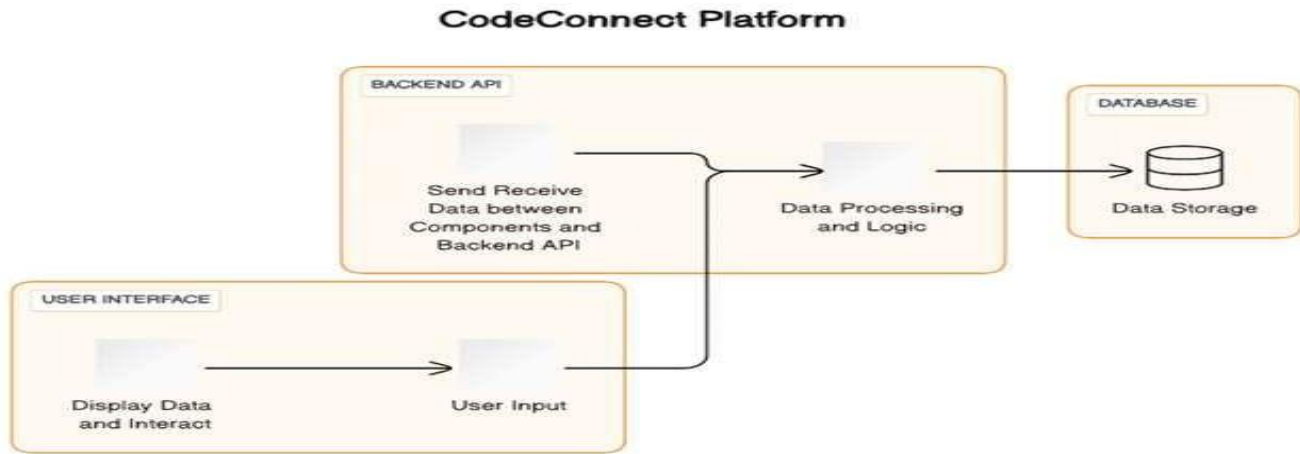 CodeConnect Platform
BACKEND API
Send Receive
Data between
Components and
Backend API
Data Processing
and Logic
DATABASE
Data Storage
USER INTERFACE
Display Data
and Interact
User Input